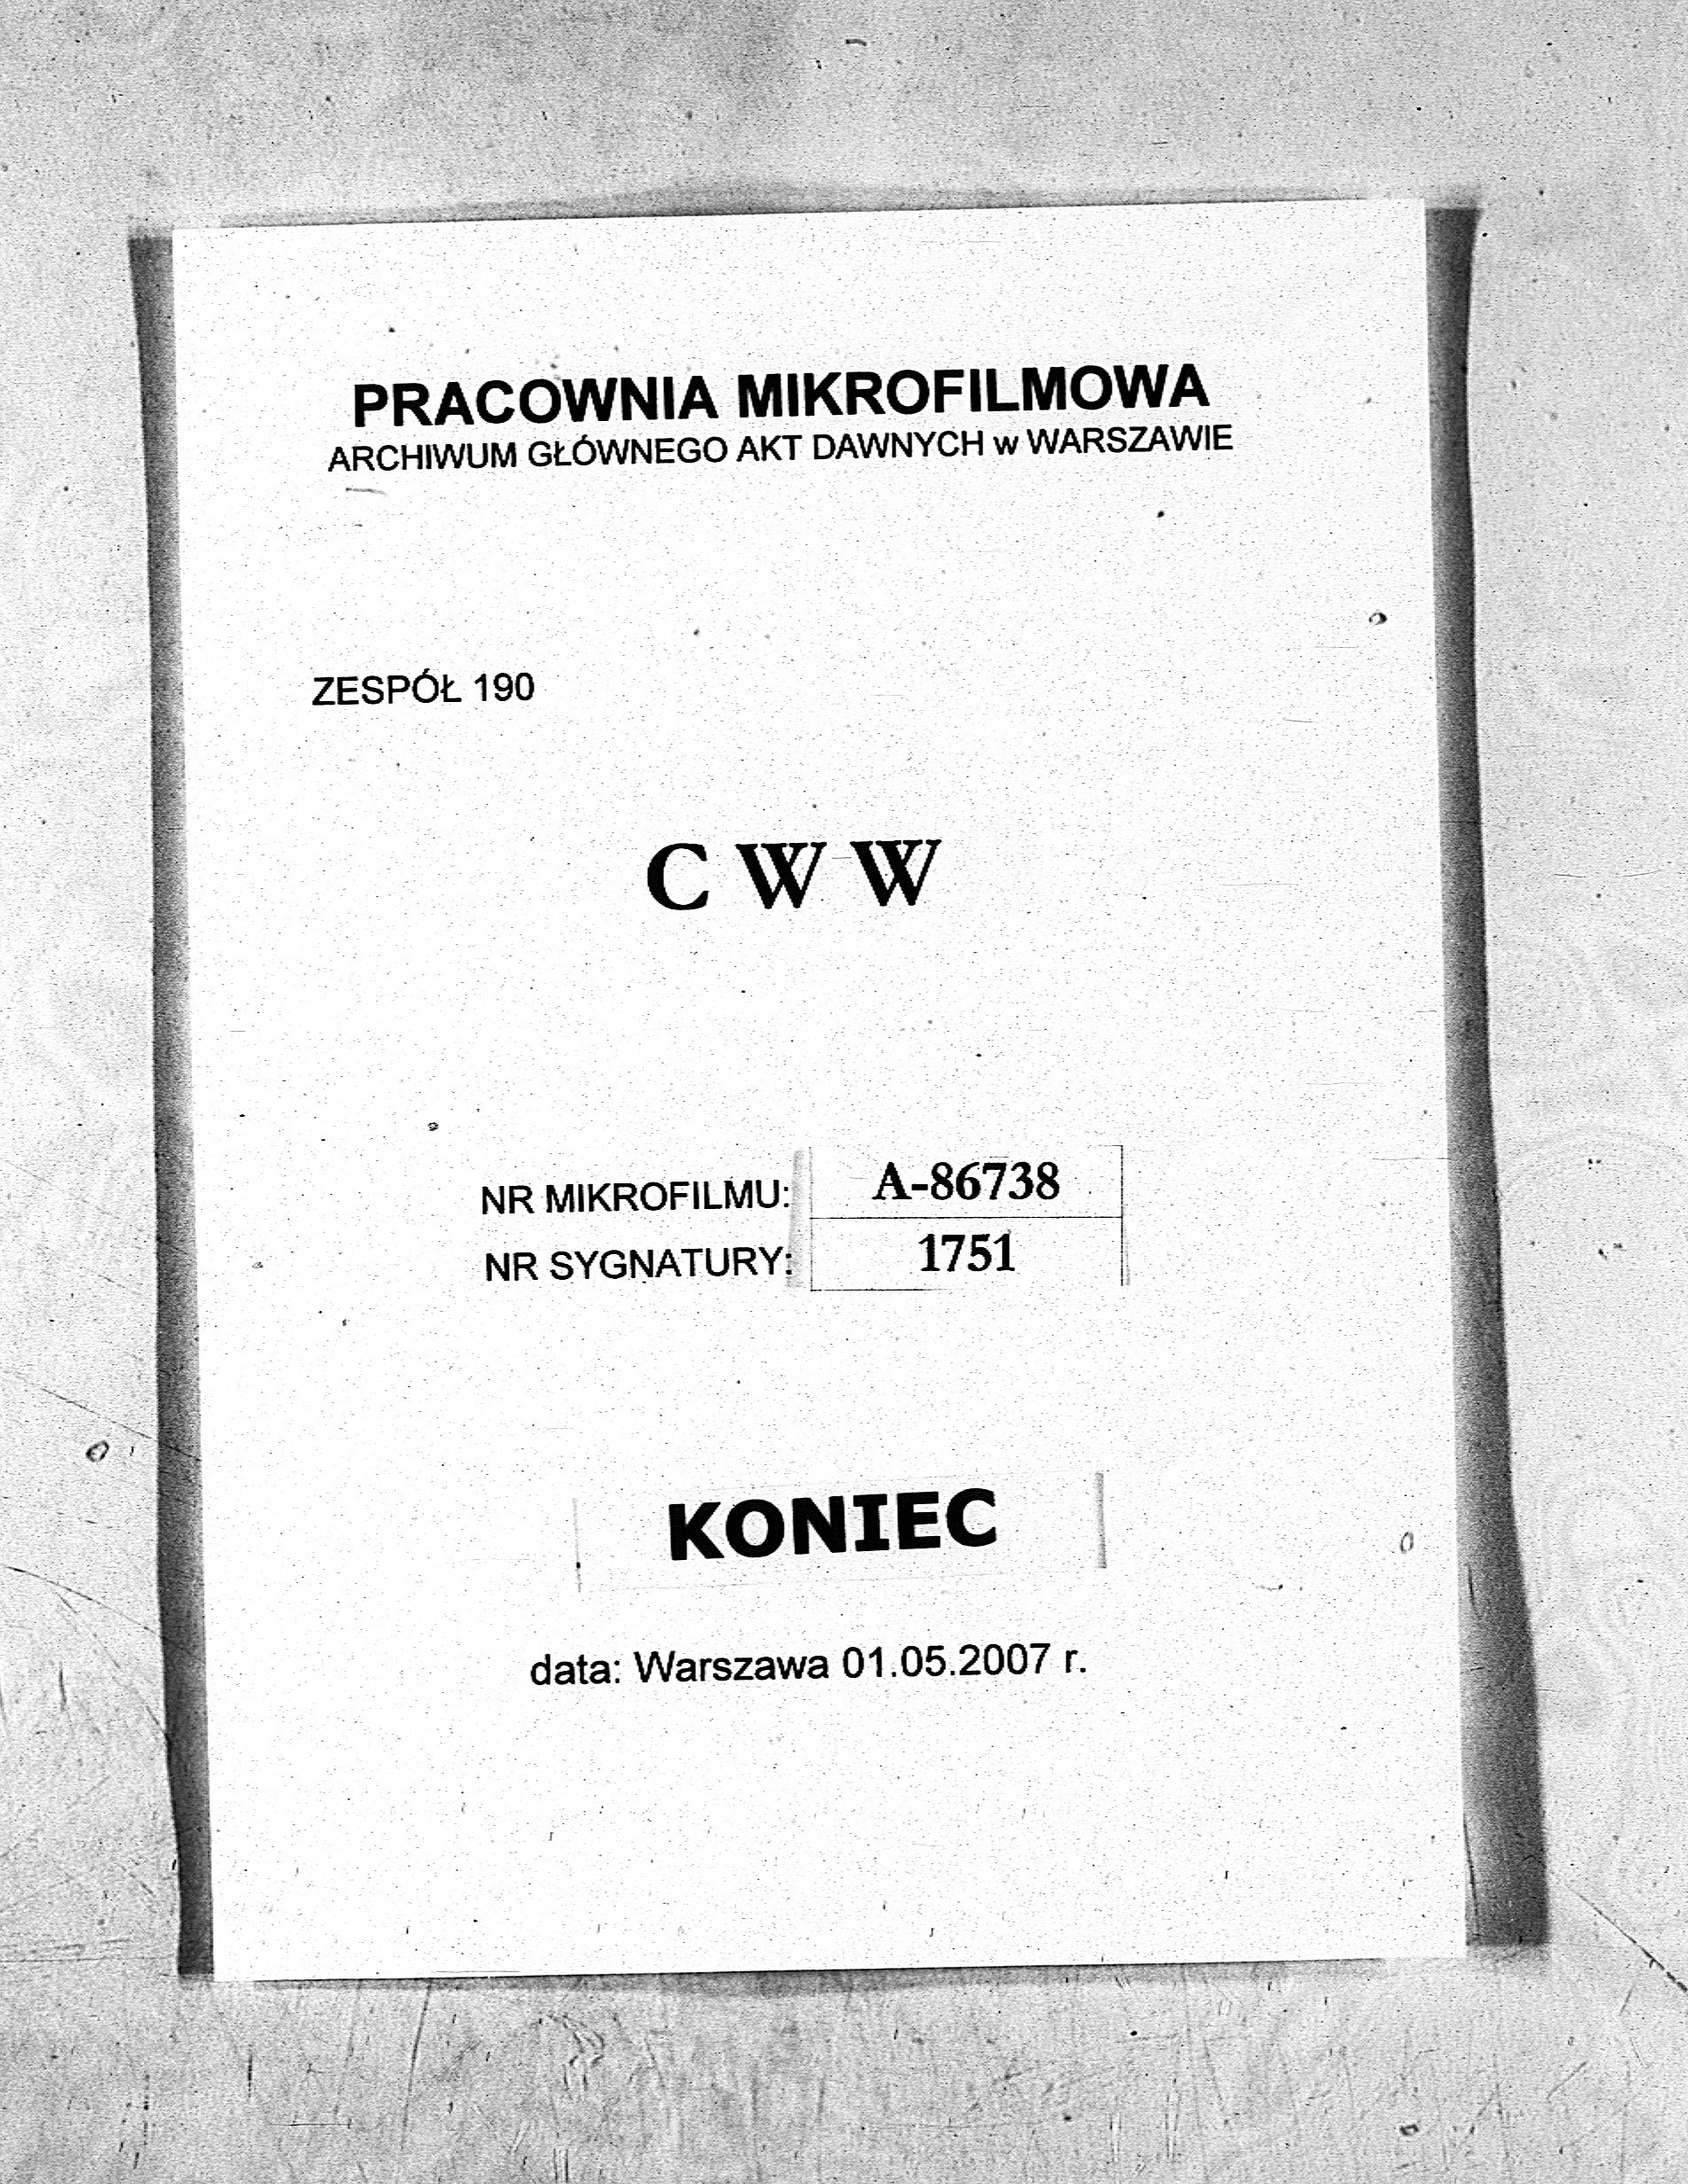 PRACOWNIA MIKROFILMOWA
ARCHIWUM GŁÓWNEGO AKT DAWNYCH w WARSZAWIE
ZESPÓŁ 190
C W W
NR MIKROFILMU: A-86738
NR SYGNATURY: 1751
KONIEC
data: Warszawa 01.05.2007 r.